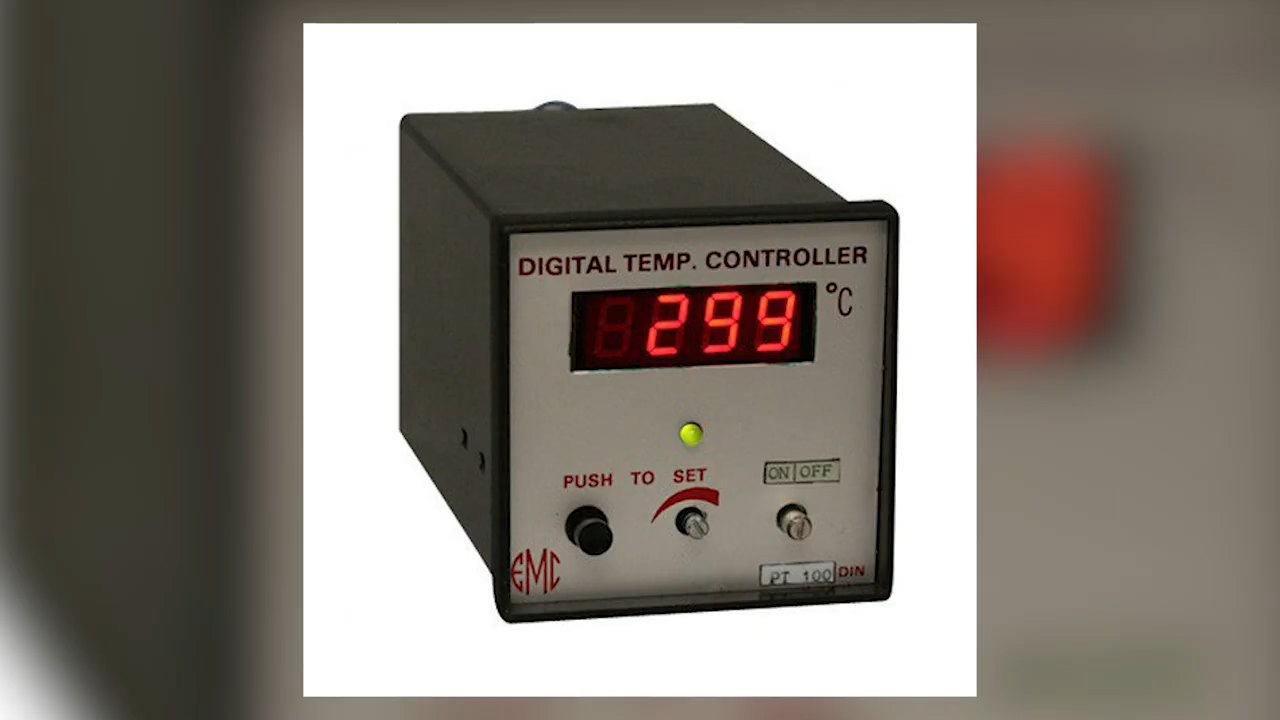 DIGITAL TEMP. CONTROLLER
299 °C
PUSH TO SET
ON OFF
EMC
PT 100 DIN